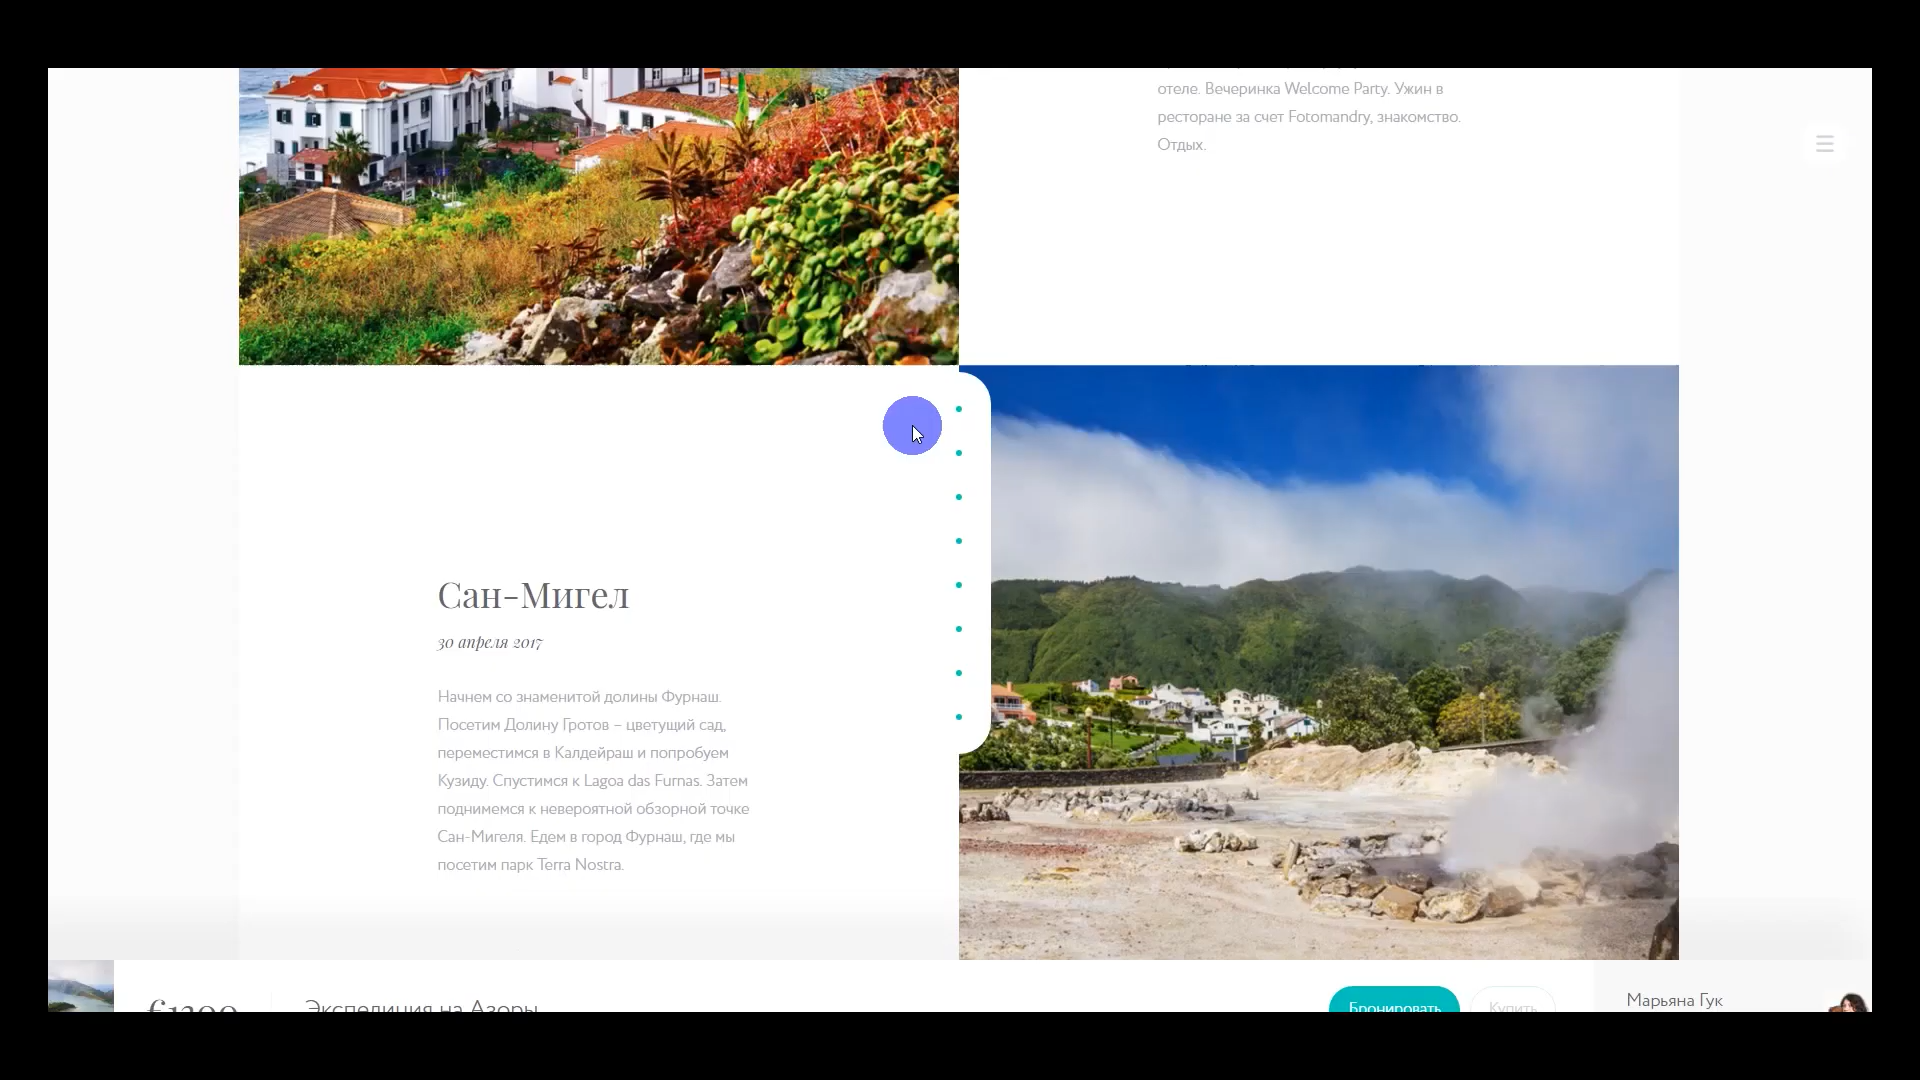 отеле. Вечеринка Welcome Party. Ужин в
ресторане за счет Fotomandry, знакомство.
Отдых.
Сан-Мигел
30 апреля 2017
Начнем со знаменитой долины Фурнаш.
Посетим Долину Гротов – цветущий сад,
переместимся в Калдейраш и попробуем
Кузиду. Спустимся к Lagoa das Furnas. Затем
поднимемся к невероятной обзорной точке
Сан-Мигеля. Едем в город Фурнаш, где мы
посетим парк Terra Nostra.
€1200
Экспедиция на Азоры
Бронировать
Купить
Марьяна Гук